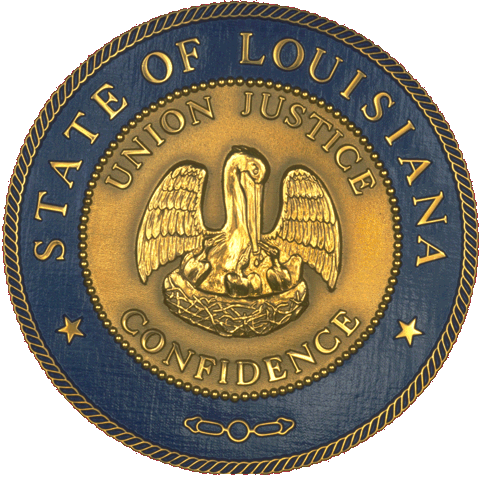 STATE OF LOUISIANA
UNION JUSTICE
CONFIDENCE